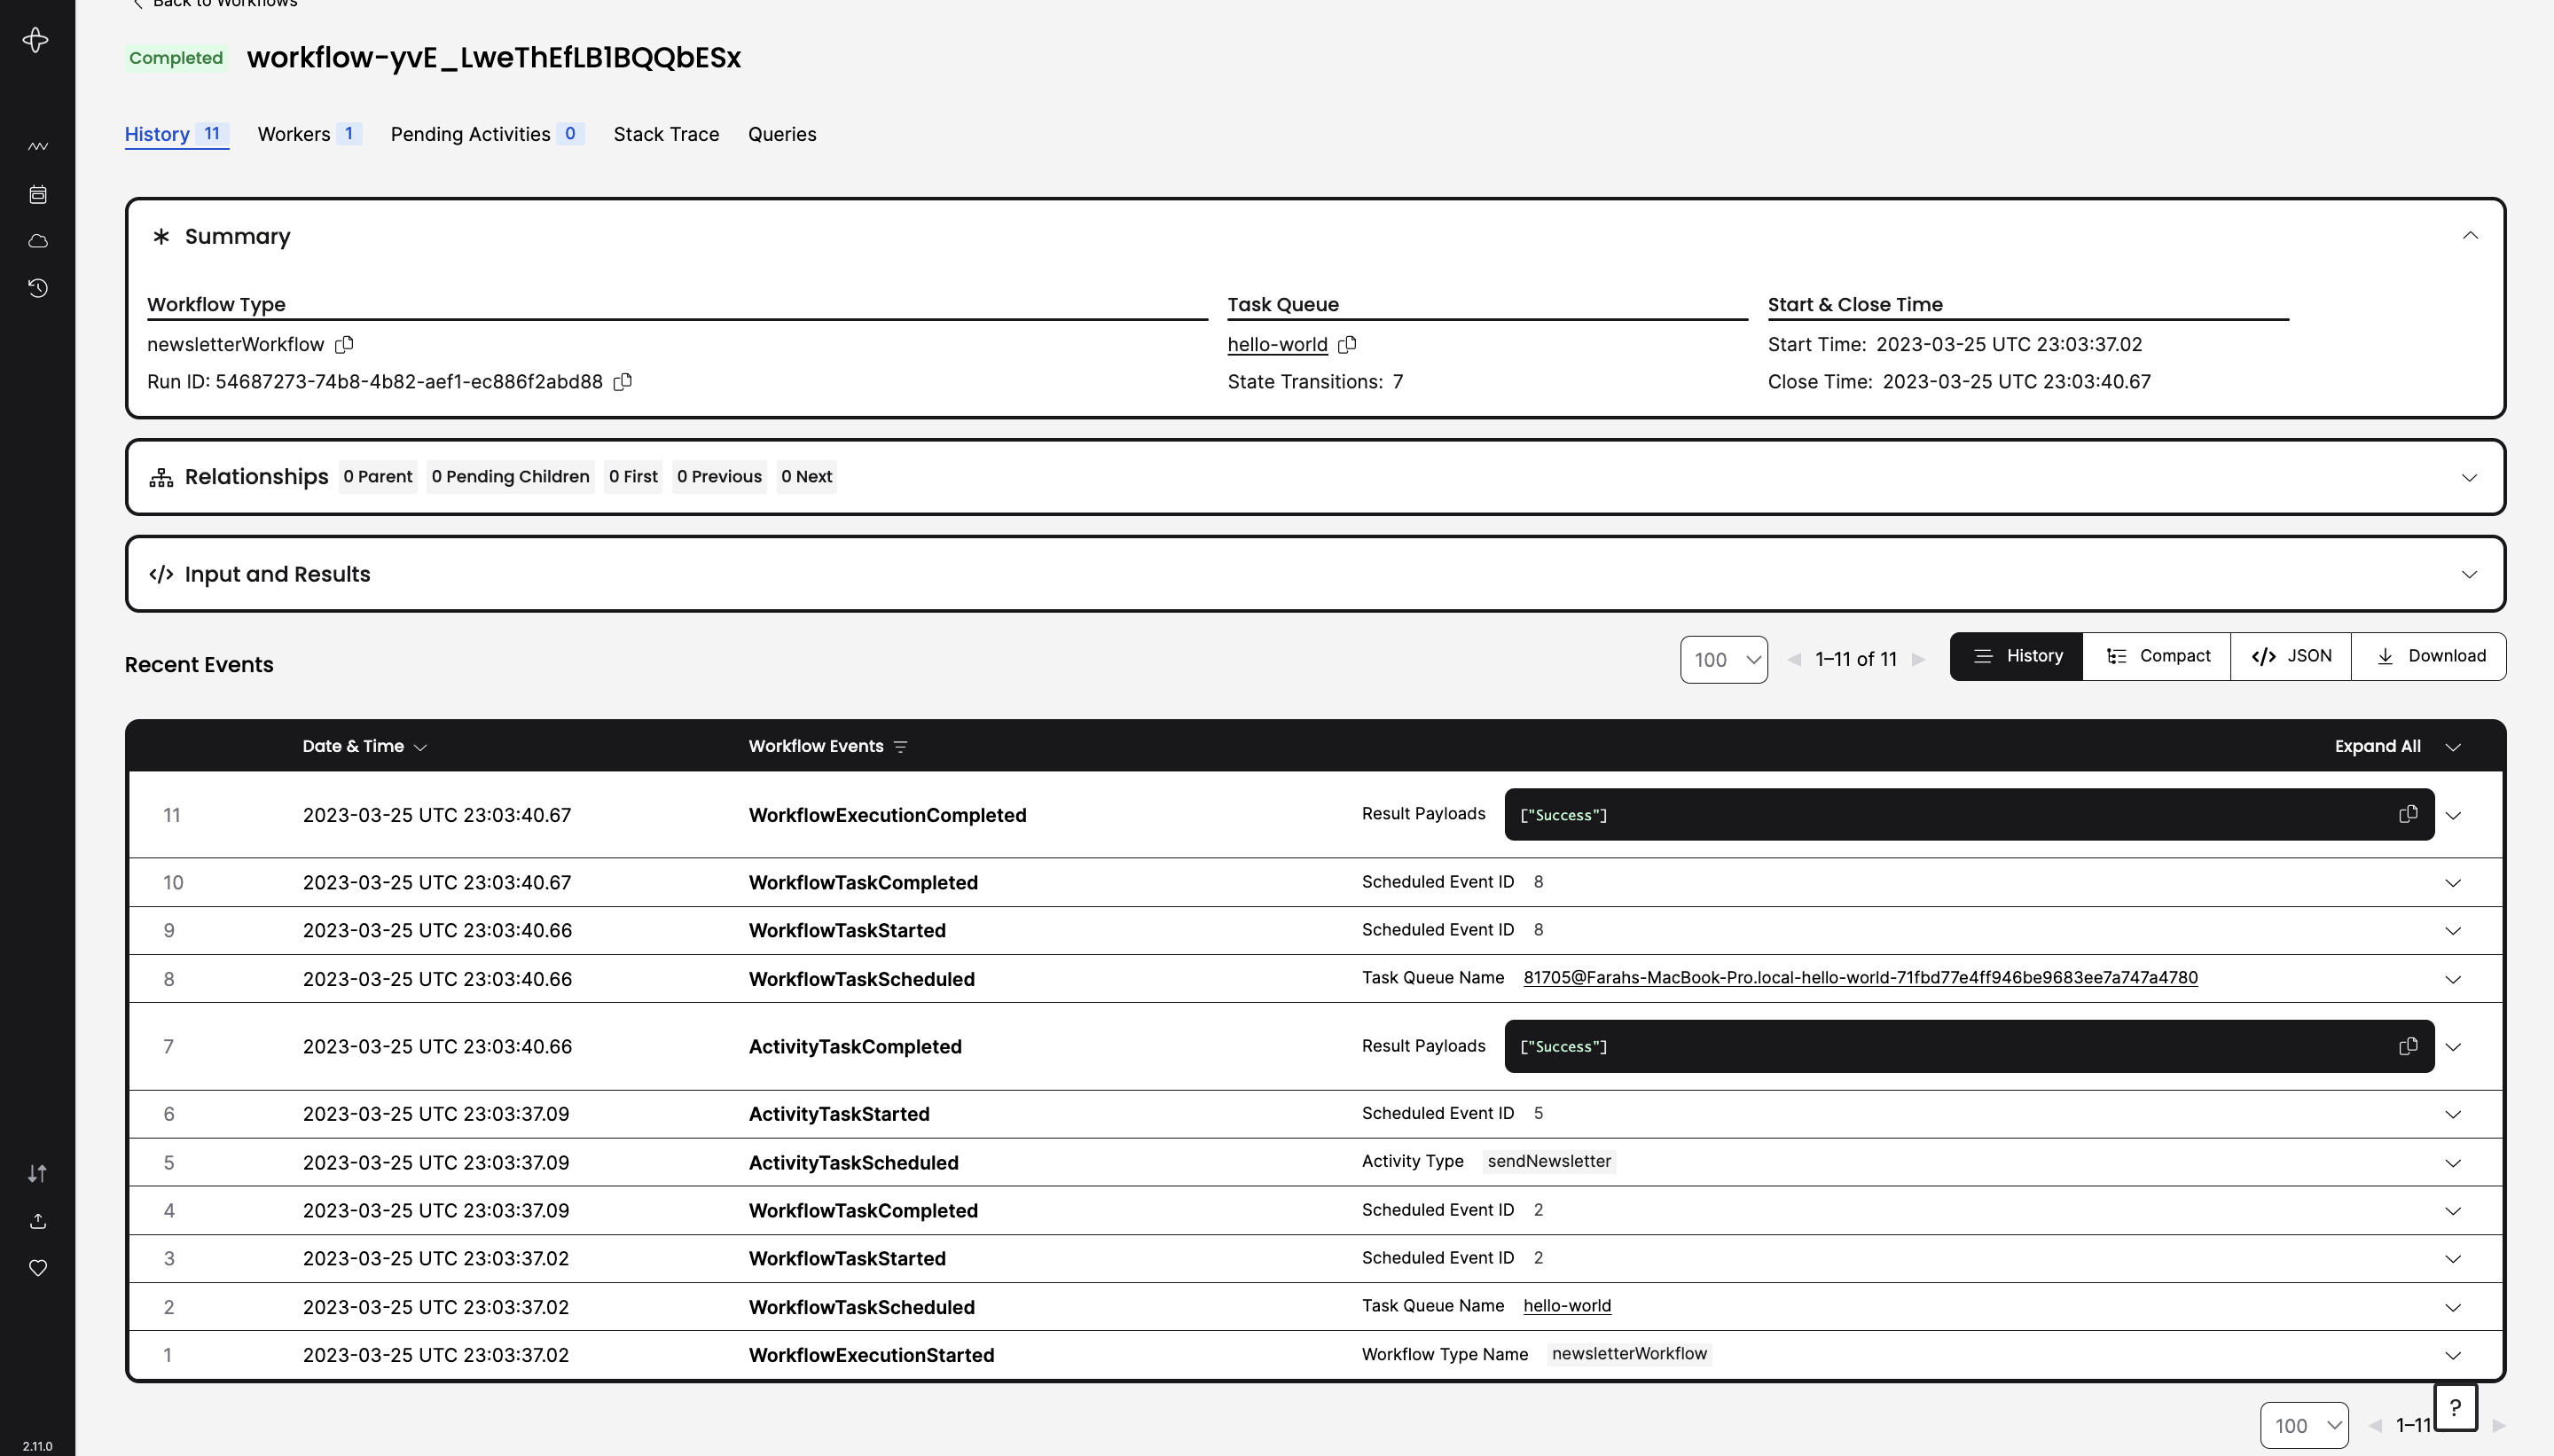 Back to Workflows
Completed workflow-yvE_LweThEfLB1BQQbESx
History 11 Workers 1 Pending Activities 0 Stack Trace Queries
Summary
Workflow Type Task Queue Start & Close Time
newsletterWorkflow hello-world Start Time: 2023-03-25 UTC 23:03:37.02
Run ID: 54687273-74b8-4b82-aef1-ec886f2abd88 State Transitions: 7 Close Time: 2023-03-25 UTC 23:03:40.67
Relationships 0 Parent 0 Pending Children 0 First 0 Previous 0 Next
Input and Results
Recent Events 100 1–11 of 11 History Compact JSON Download
Date & Time Workflow Events Expand All
11 2023-03-25 UTC 23:03:40.67 WorkflowExecutionCompleted Result Payloads ["Success"]
10 2023-03-25 UTC 23:03:40.67 WorkflowTaskCompleted Scheduled Event ID 8
9 2023-03-25 UTC 23:03:40.66 WorkflowTaskStarted Scheduled Event ID 8
8 2023-03-25 UTC 23:03:40.66 WorkflowTaskScheduled Task Queue Name 81705@Farahs-MacBook-Pro.local-hello-world-71fbd77e4ff946be9683ee7a747a4780
7 2023-03-25 UTC 23:03:40.66 ActivityTaskCompleted Result Payloads ["Success"]
6 2023-03-25 UTC 23:03:37.09 ActivityTaskStarted Scheduled Event ID 5
5 2023-03-25 UTC 23:03:37.09 ActivityTaskScheduled Activity Type sendNewsletter
4 2023-03-25 UTC 23:03:37.09 WorkflowTaskCompleted Scheduled Event ID 2
3 2023-03-25 UTC 23:03:37.02 WorkflowTaskStarted Scheduled Event ID 2
2 2023-03-25 UTC 23:03:37.02 WorkflowTaskScheduled Task Queue Name hello-world
1 2023-03-25 UTC 23:03:37.02 WorkflowExecutionStarted Workflow Type Name newsletterWorkflow
100 1–11 ?
2.11.0